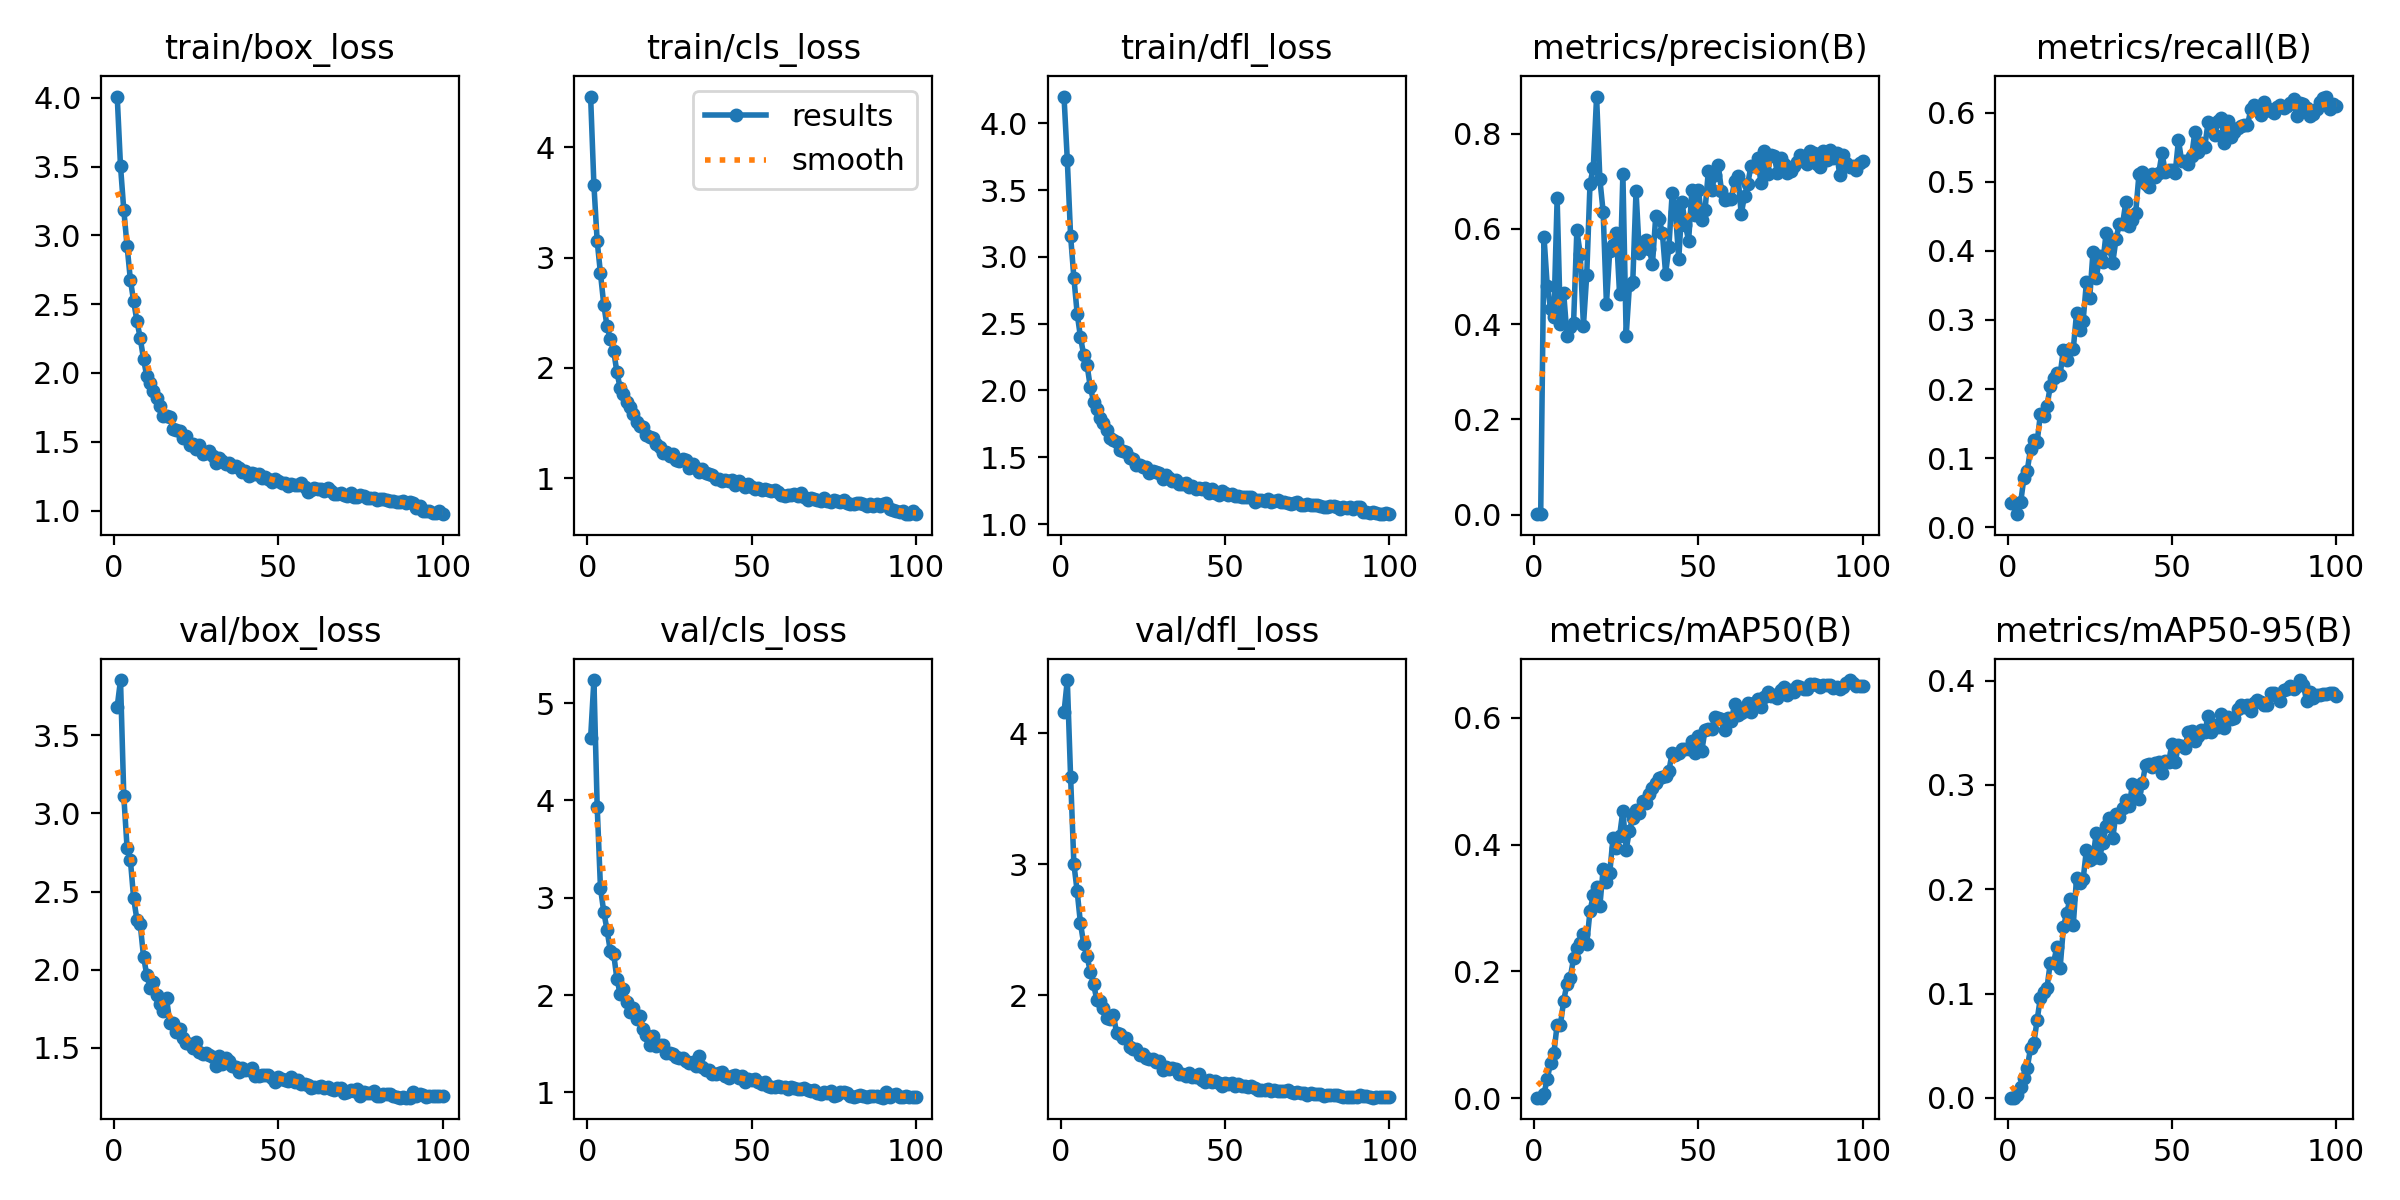 train/box_loss
4.0
3.5
3.0
2.5
2.0
1.5
1.0
0 50 100
train/cls_loss
results
smooth
4
3
2
1
0 50 100
train/dfl_loss
4.0
3.5
3.0
2.5
2.0
1.5
1.0
0 50 100
metrics/precision(B)
0.8
0.6
0.4
0.2
0.0
0 50 100
metrics/recall(B)
0.6
0.5
0.4
0.3
0.2
0.1
0.0
0 50 100
val/box_loss
3.5
3.0
2.5
2.0
1.5
0 50 100
val/cls_loss
5
4
3
2
1
0 50 100
val/dfl_loss
4
3
2
0 50 100
metrics/mAP50(B)
0.6
0.4
0.2
0.0
0 50 100
metrics/mAP50-95(B)
0.4
0.3
0.2
0.1
0.0
0 50 100